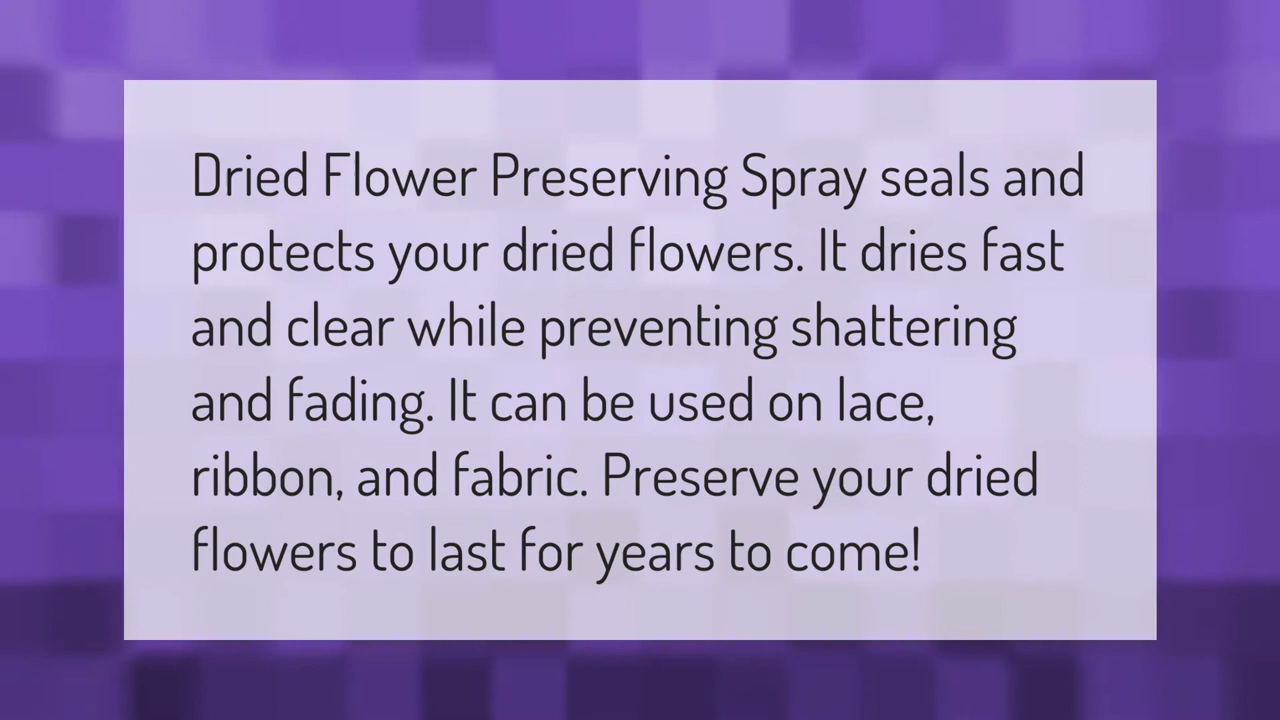 Dried Flower Preserving Spray seals and
protects your dried flowers. It dries fast
and clear while preventing shattering
and fading. It can be used on lace,
ribbon, and fabric. Preserve your dried
flowers to last for years to come!